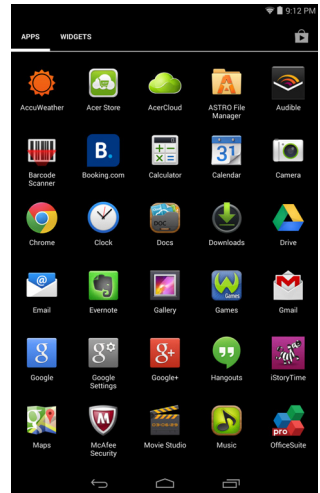 9:12 PM
APPS WIDGETS
AccuWeather Acer Store AcerCloud ASTRO File Manager Audible
Barcode Scanner Booking.com Calculator Calendar Camera
Chrome Clock Docs Downloads Drive
Email Evernote Gallery Games Gmail
Google Google Settings Google+ Hangouts iStoryTime
Maps McAfee Security Movie Studio Music OfficeSuite